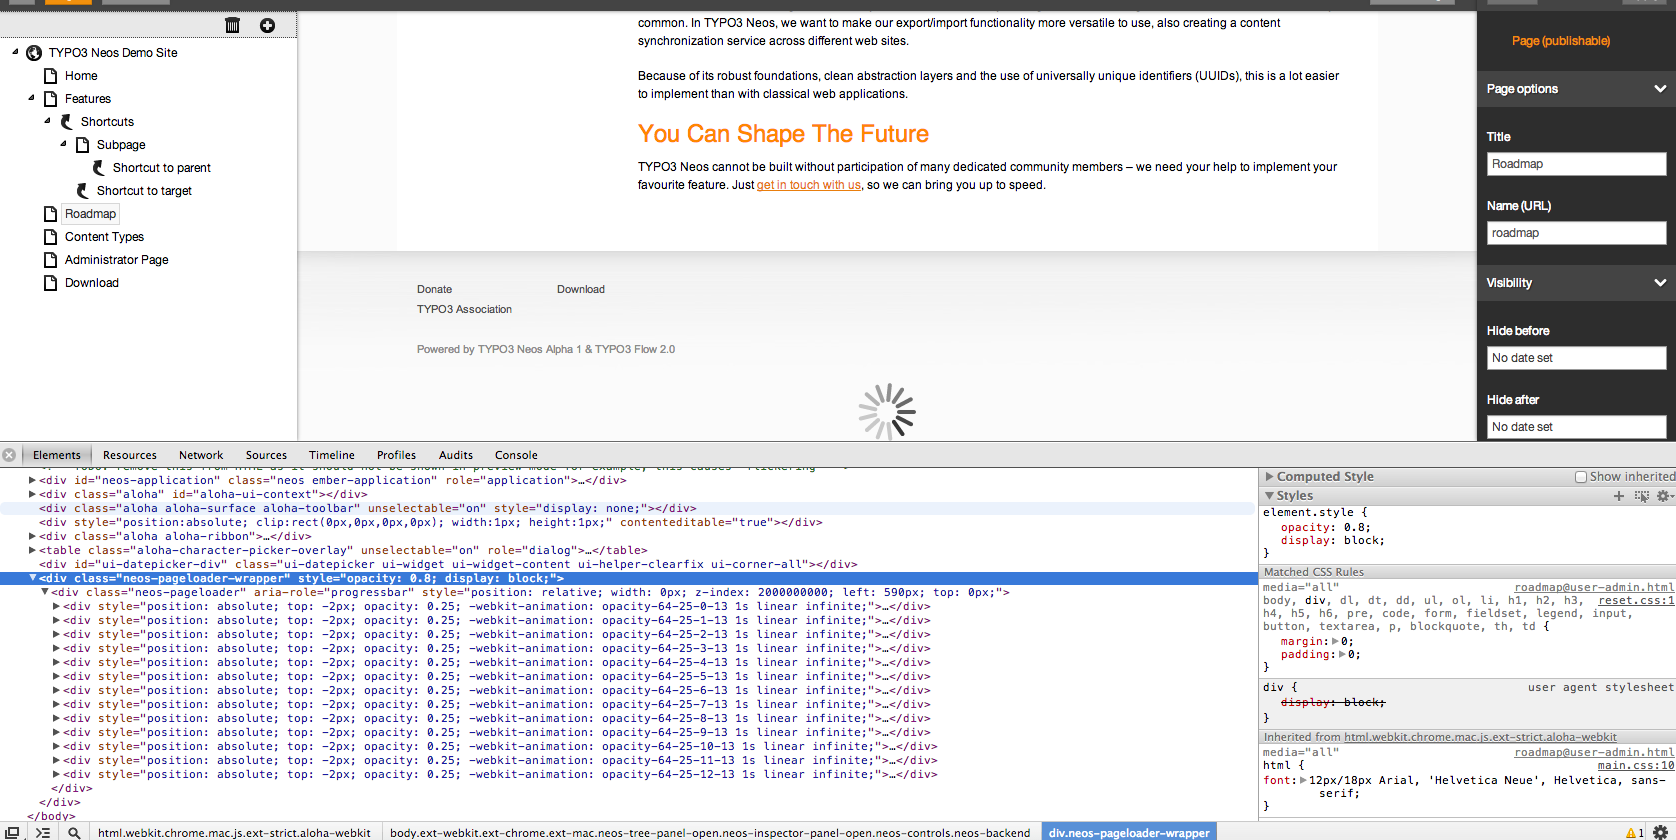 common. In TYPO3 Neos, we want to make our export/import functionality more versatile to use, also creating a content
synchronization service across different web sites.
Because of its robust foundations, clean abstraction layers and the use of universally unique identifiers (UUIDs), this is a lot easier
to implement than with classical web applications.
You Can Shape The Future
TYPO3 Neos cannot be built without participation of many dedicated community members – we need your help to implement your
favourite feature. Just get in touch with us, so we can bring you up to speed.
TYPO3 Neos Demo Site
Home
Features
Shortcuts
Subpage
Shortcut to parent
Shortcut to target
Roadmap
Content Types
Administrator Page
Download
Donate
Download
TYPO3 Association
Powered by TYPO3 Neos Alpha 1 & TYPO3 Flow 2.0
Page (publishable)
Page options
Title
Roadmap
Name (URL)
roadmap
Visibility
Hide before
No date set
Hide after
No date set
Elements Resources Network Sources Timeline Profiles Audits Console
<div id="neos-application" class="neos ember-application" role="application">…</div>
<div class="aloha" id="aloha-ui-context"></div>
<div class="aloha aloha-surface aloha-toolbar" unselectable="on" style="display: none;"></div>
<div style="position:absolute; clip:rect(0px,0px,0px,0px); width:1px; height:1px;" contenteditable="true"></div>
<div class="aloha aloha-ribbon">…</div>
<table class="aloha-character-picker-overlay" unselectable="on" role="dialog">…</table>
<div id="ui-datepicker-div" class="ui-datepicker ui-widget ui-widget-content ui-helper-clearfix ui-corner-all"></div>
<div class="neos-pageloader-wrapper" style="opacity: 0.8; display: block;">
<div class="neos-pageloader" aria-role="progressbar" style="position: relative; width: 0px; z-index: 2000000000; left: 590px; top: 0px;">
<div style="position: absolute; top: -2px; opacity: 0.25; -webkit-animation: opacity-64-25-0-13 1s linear infinite;">…</div>
<div style="position: absolute; top: -2px; opacity: 0.25; -webkit-animation: opacity-64-25-1-13 1s linear infinite;">…</div>
<div style="position: absolute; top: -2px; opacity: 0.25; -webkit-animation: opacity-64-25-2-13 1s linear infinite;">…</div>
<div style="position: absolute; top: -2px; opacity: 0.25; -webkit-animation: opacity-64-25-3-13 1s linear infinite;">…</div>
<div style="position: absolute; top: -2px; opacity: 0.25; -webkit-animation: opacity-64-25-4-13 1s linear infinite;">…</div>
<div style="position: absolute; top: -2px; opacity: 0.25; -webkit-animation: opacity-64-25-5-13 1s linear infinite;">…</div>
<div style="position: absolute; top: -2px; opacity: 0.25; -webkit-animation: opacity-64-25-6-13 1s linear infinite;">…</div>
<div style="position: absolute; top: -2px; opacity: 0.25; -webkit-animation: opacity-64-25-7-13 1s linear infinite;">…</div>
<div style="position: absolute; top: -2px; opacity: 0.25; -webkit-animation: opacity-64-25-8-13 1s linear infinite;">…</div>
<div style="position: absolute; top: -2px; opacity: 0.25; -webkit-animation: opacity-64-25-9-13 1s linear infinite;">…</div>
<div style="position: absolute; top: -2px; opacity: 0.25; -webkit-animation: opacity-64-25-10-13 1s linear infinite;">…</div>
<div style="position: absolute; top: -2px; opacity: 0.25; -webkit-animation: opacity-64-25-11-13 1s linear infinite;">…</div>
<div style="position: absolute; top: -2px; opacity: 0.25; -webkit-animation: opacity-64-25-12-13 1s linear infinite;">…</div>
</div>
</div>
</body>
Computed Style Show inherited
Styles
element.style {
opacity: 0.8;
display: block;
}
Matched CSS Rules
media="all" roadmap@user-admin.html
body, div, dl, dt, dd, ul, ol, li, h1, h2, h3, reset.css:1
h4, h5, h6, pre, code, form, fieldset, legend, input,
button, textarea, p, blockquote, th, td {
margin: 0;
padding: 0;
}
div { user agent stylesheet
display: block;
}
Inherited from html.webkit.chrome.mac.js.ext-strict.aloha-webkit
media="all" roadmap@user-admin.html
html { main.css:10
font: 12px/18px Arial, 'Helvetica Neue', Helvetica, sans-
serif;
}
html.webkit.chrome.mac.js.ext-strict.aloha-webkit body.ext-webkit.ext-chrome.ext-mac.neos-tree-panel-open.neos-inspector-panel-open.neos-controls.neos-backend div.neos-pageloader-wrapper 1